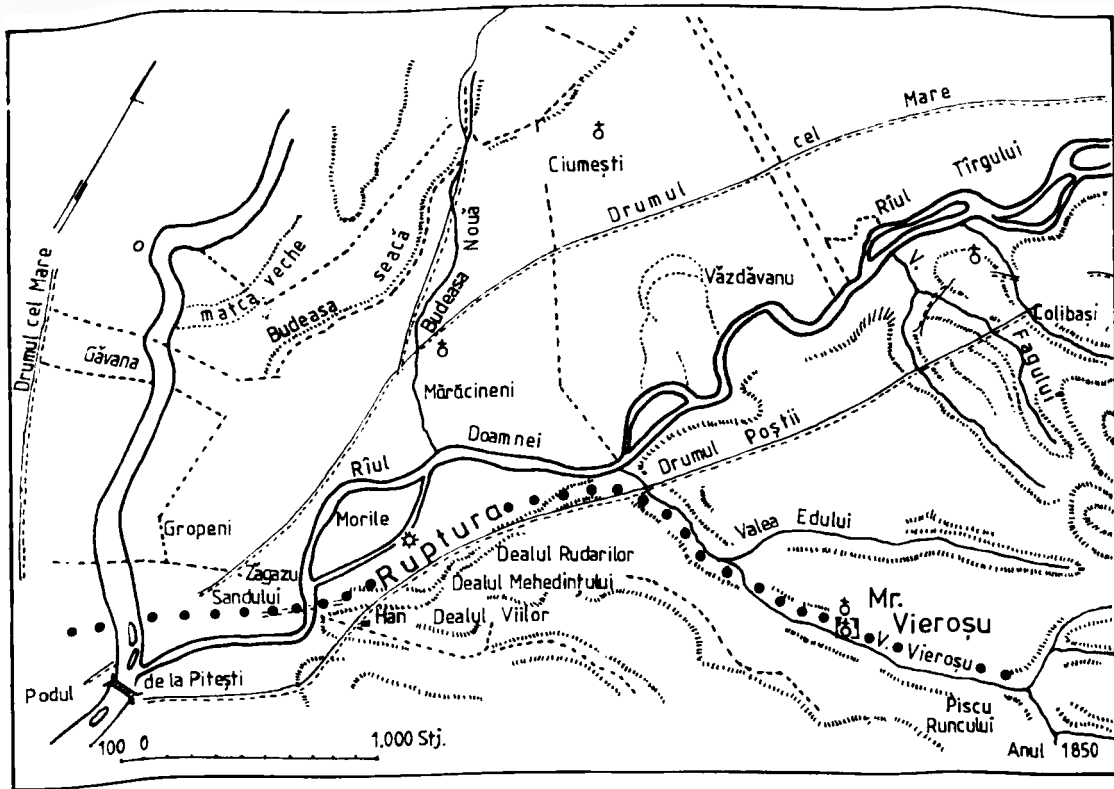 Mare
cel
Drumul
Ciumești
Tîrgului
Rîul
Nouă
Budeasa
matca veche
Budeasa seacă
Văzdăvanu
V. Fagului
Colibași
Drumul cel Mare
Găvana
Mărăcineni
Doamnei
Rîul
Drumul Poștii
Morile
Ruptura
Gropeni
Valea Edului
Zăgazu
Sandului
Dealul Rudarilor
Dealul Mehedințului
Han
Dealul Viilor
Mr.
Vieroșu
V. Vieroșu
Podul
de la Pitești
Piscu
Runcului
100 0
1.000 Stj.
Anul 1850